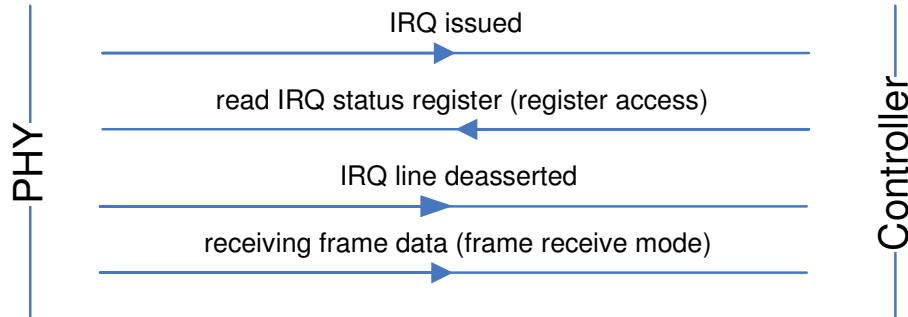 IRQ issued
read IRQ status register (register access)
IRQ line deasserted
receiving frame data (frame receive mode)
PHY
Controller